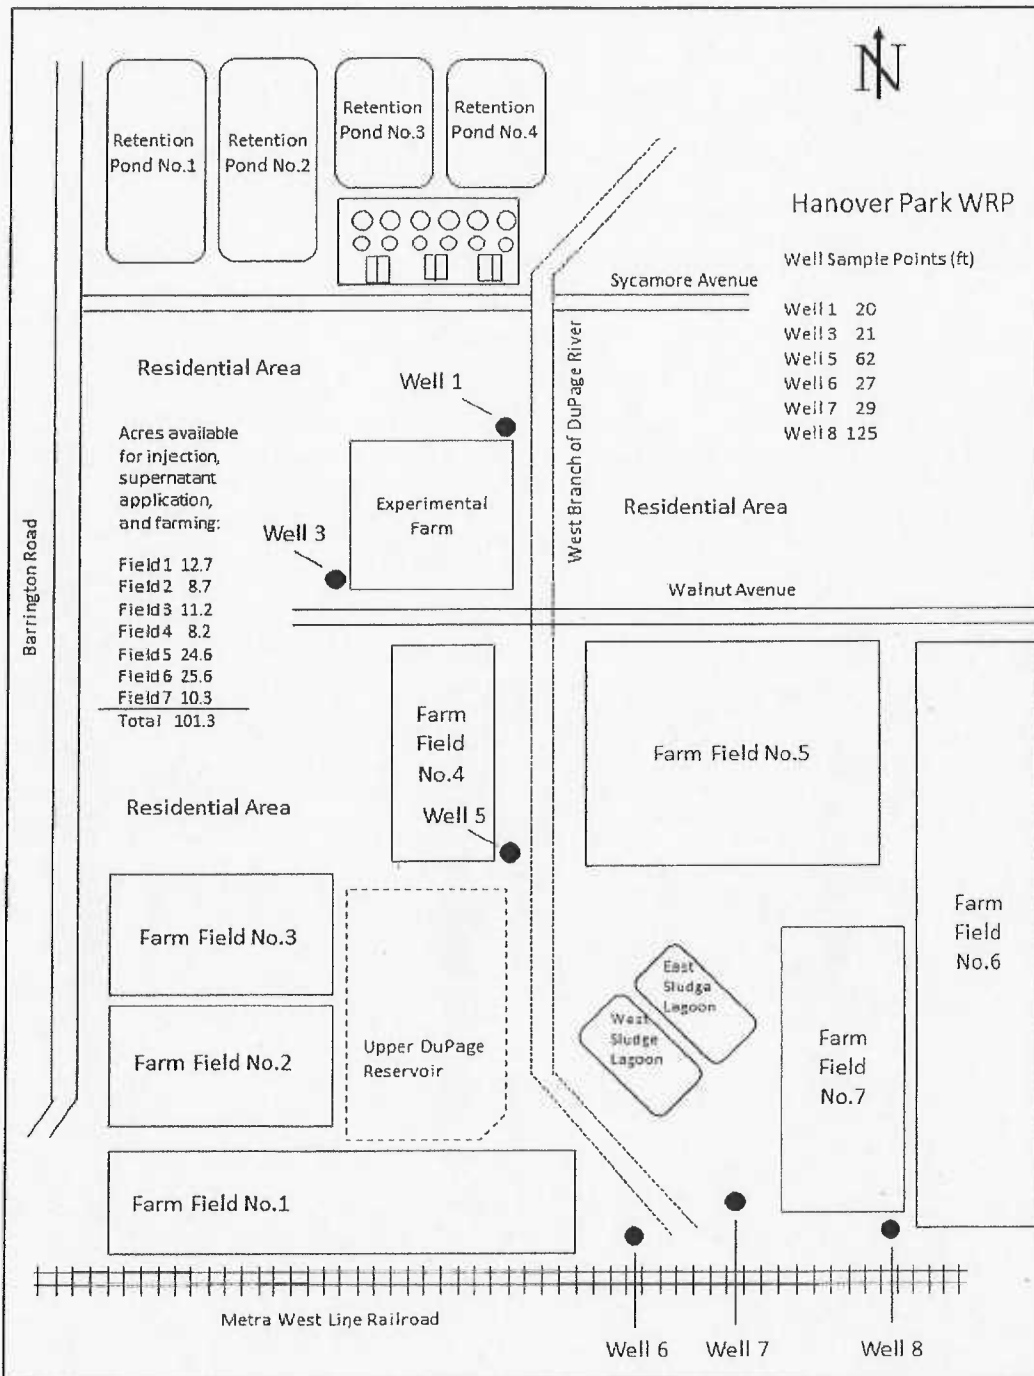 N
Retention
Pond No.1
Retention
Pond No.2
Retention
Pond No.3
Retention
Pond No.4
Hanover Park WRP
Well Sample Points (ft)
Well 1 20
Well 3 21
Well 5 62
Well 6 27
Well 7 29
Well 8 125
Sycamore Avenue
Residential Area
Well 1
West Branch of DuPage River
Acres available
for injection,
supernatant
application,
and farming:
Field 1 12.7
Field 2 8.7
Field 3 11.2
Field 4 8.2
Field 5 24.6
Field 6 25.6
Field 7 10.3
Total 101.3
Experimental
Farm
Well 3
Residential Area
Barrington Road
Walnut Avenue
Farm
Field
No.4
Farm Field No.5
Residential Area
Well 5
Farm
Field
No.6
Farm Field No.3
East
Sludga
Lagoon
West
Sludge
Lagoon
Farm Field No.2
Upper DuPage
Reservoir
Farm
Field
No.7
Farm Field No.1
Metra West Line Railroad
Well 6
Well 7
Well 8